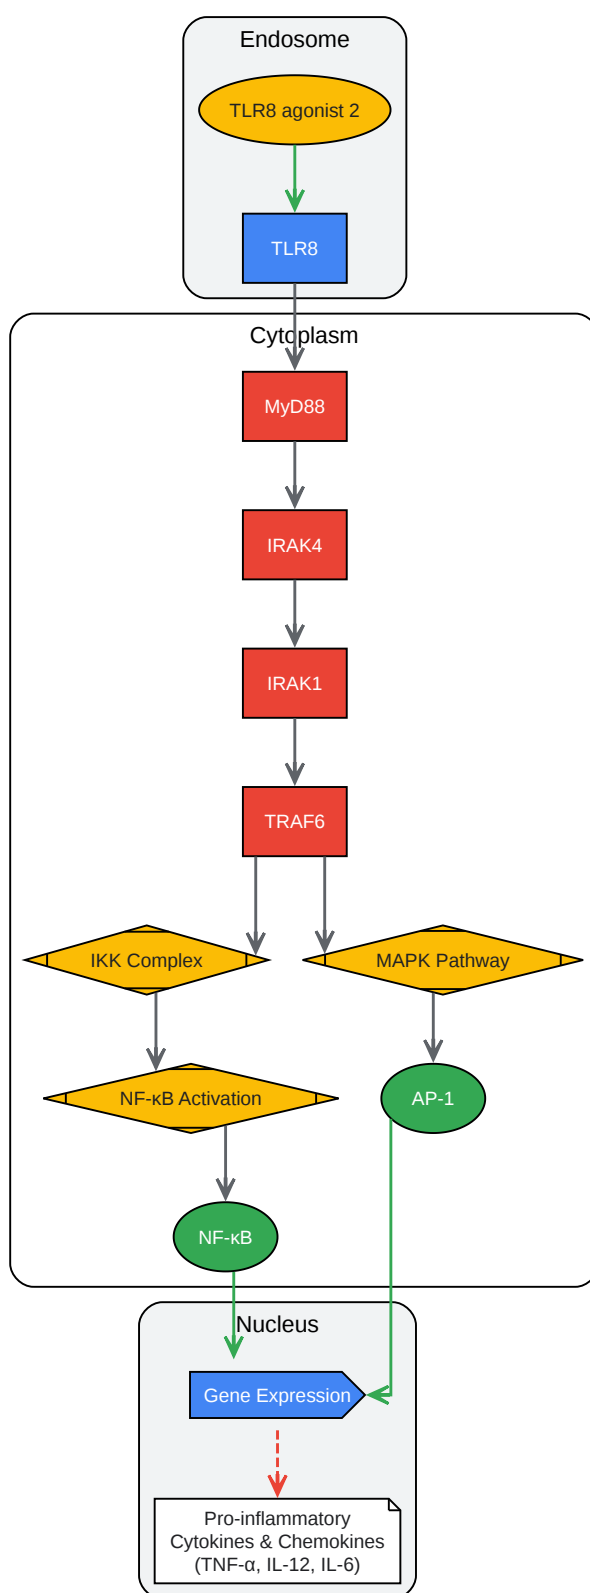 Endosome
TLR8 agonist 2
TLR8
Cytoplasm
MyD88
IRAK4
IRAK1
TRAF6
IKK Complex
MAPK Pathway
NF-κB Activation
AP-1
NF-κB
Nucleus
Gene Expression
Pro-inflammatory
Cytokines & Chemokines
(TNF-α, IL-12, IL-6)